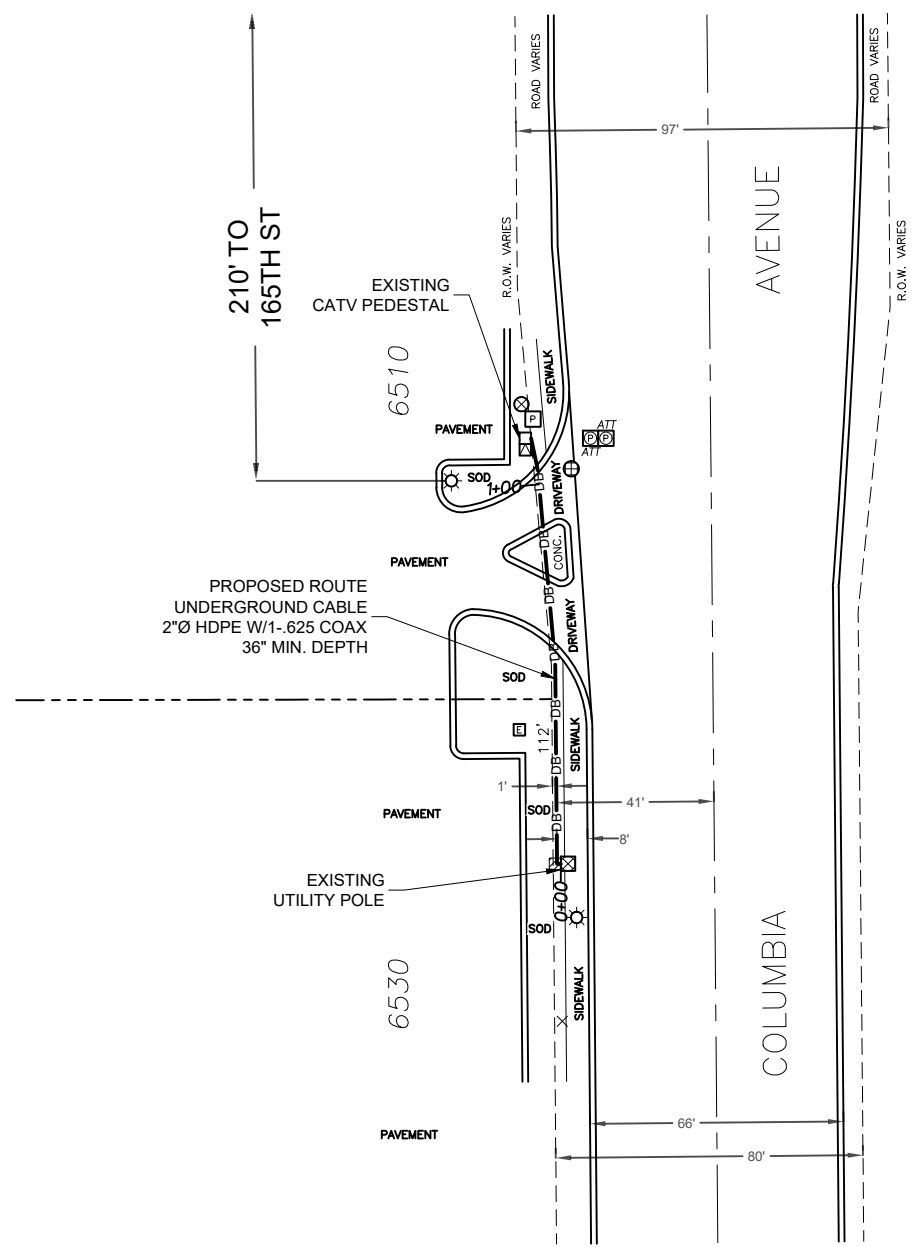 ROAD VARIES
ROAD VARIES
97'
AVENUE
210' TO
165TH ST
R.O.W. VARIES
R.O.W. VARIES
EXISTING
CATV PEDESTAL
6510
SIDEWALK
P
PAVEMENT
ATT
P P
ATT
SOD
1+00
DB
DRIVEWAY
DB
CONC.
PAVEMENT
PROPOSED ROUTE
UNDERGROUND CABLE
2"Ø HDPE W/1-.625 COAX
36" MIN. DEPTH
DB
DRIVEWAY
DB
SOD
DB
E
112'
SIDEWALK
DB
1'
41'
PAVEMENT
SOD
DB
8'
EXISTING
UTILITY POLE
0+00
SOD
6530
SIDEWALK
COLUMBIA
66'
PAVEMENT
80'